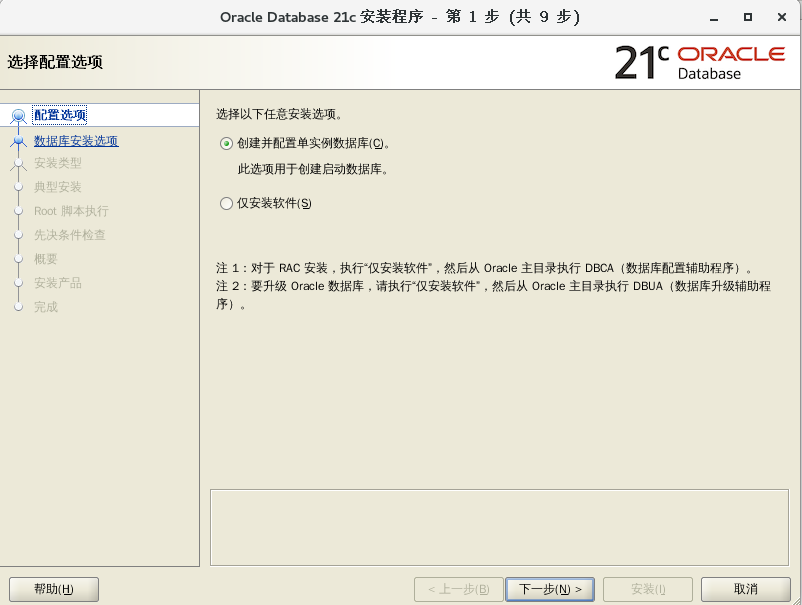 Oracle Database 21c 安装程序 - 第 1 步 (共 9 步)
选择配置选项
21c ORACLE
Database
配置选项
数据库安装选项
安装类型
典型安装
Root 脚本执行
先决条件检查
概要
安装产品
完成
选择以下任意安装选项。
创建并配置单实例数据库(C)。
此选项用于创建启动数据库。
仅安装软件(S)
注 1：对于 RAC 安装，执行“仅安装软件”，然后从 Oracle 主目录执行 DBCA（数据库配置辅助程序）。
注 2：要升级 Oracle 数据库，请执行“仅安装软件”，然后从 Oracle 主目录执行 DBUA（数据库升级辅助程
序）。
帮助(H)
< 上一步(B)
下一步(N) >
安装(I)
取消